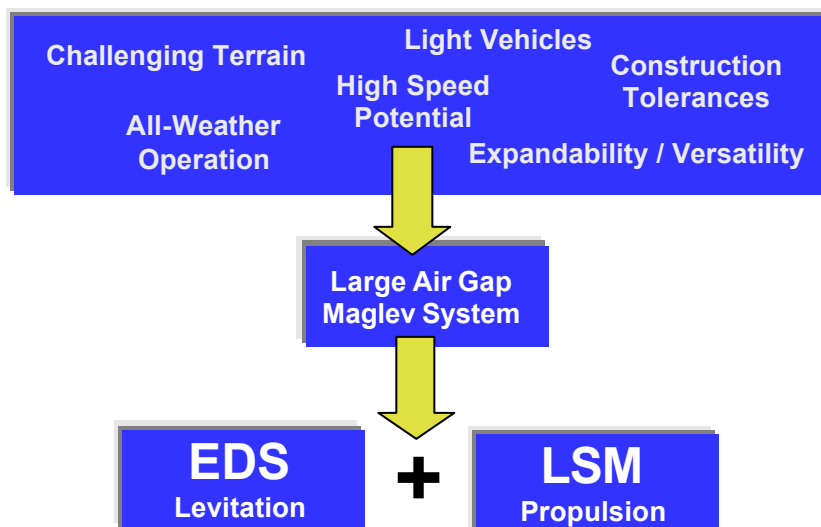 Light Vehicles
Challenging Terrain
Construction
Tolerances
High Speed
Potential
All-Weather
Operation
Expandability / Versatility
Large Air Gap
Maglev System
EDS
Levitation
+
LSM
Propulsion